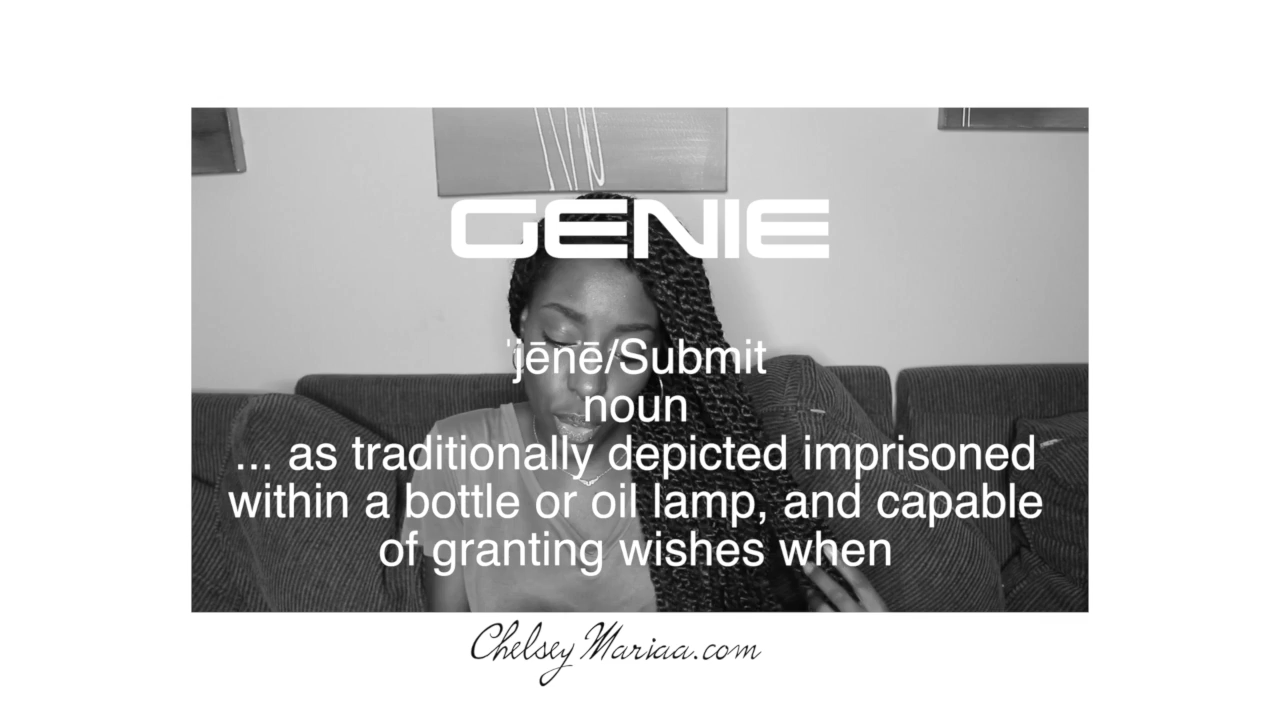 GENIE
ˈjēnē/Submit
noun
... as traditionally depicted imprisoned
within a bottle or oil lamp, and capable
of granting wishes when
ChelseyMariaa.com